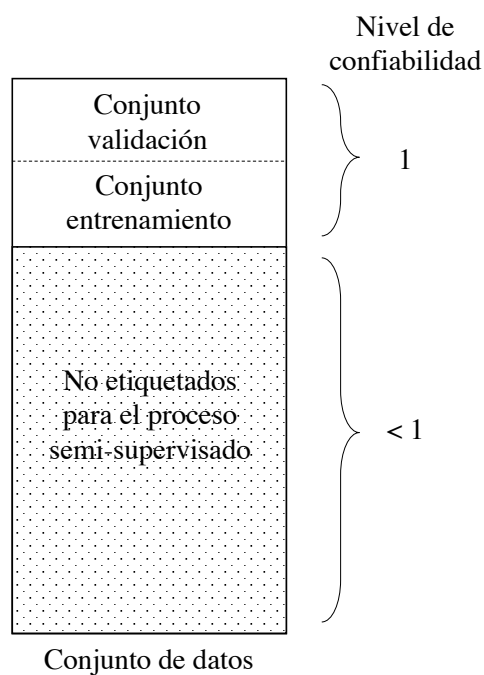 Nivel de
confiabilidad
Conjunto
validación
1
Conjunto
entrenamiento
No etiquetados
para el proceso
semi-supervisado
< 1
Conjunto de datos